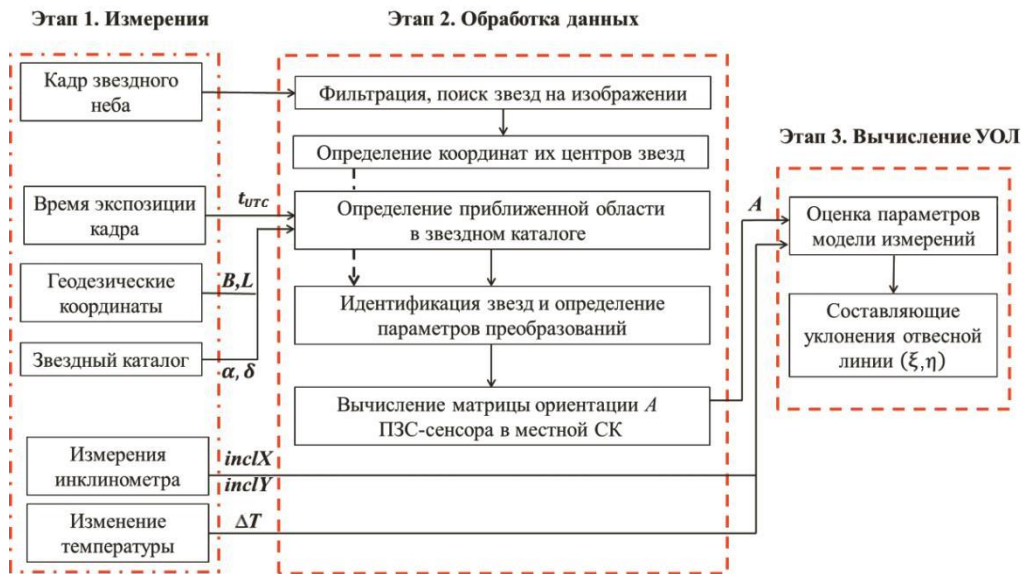 Этап 1. Измерения
Кадр звездного
неба
Время экспозиции
кадра
Геодезические
координаты
Звездный каталог
Измерения
инклинометра
Изменение
температуры
t_UTC
B,L
α, δ
inclX
inclY
ΔT
Этап 2. Обработка данных
Фильтрация, поиск звезд на изображении
Определение координат их центров звезд
Определение приближенной области
в звездном каталоге
Идентификация звезд и определение
параметров преобразований
Вычисление матрицы ориентации A
ПЗС-сенсора в местной СК
A
Этап 3. Вычисление УОЛ
Оценка параметров
модели измерений
Составляющие
уклонения отвесной
линии (ξ,η)